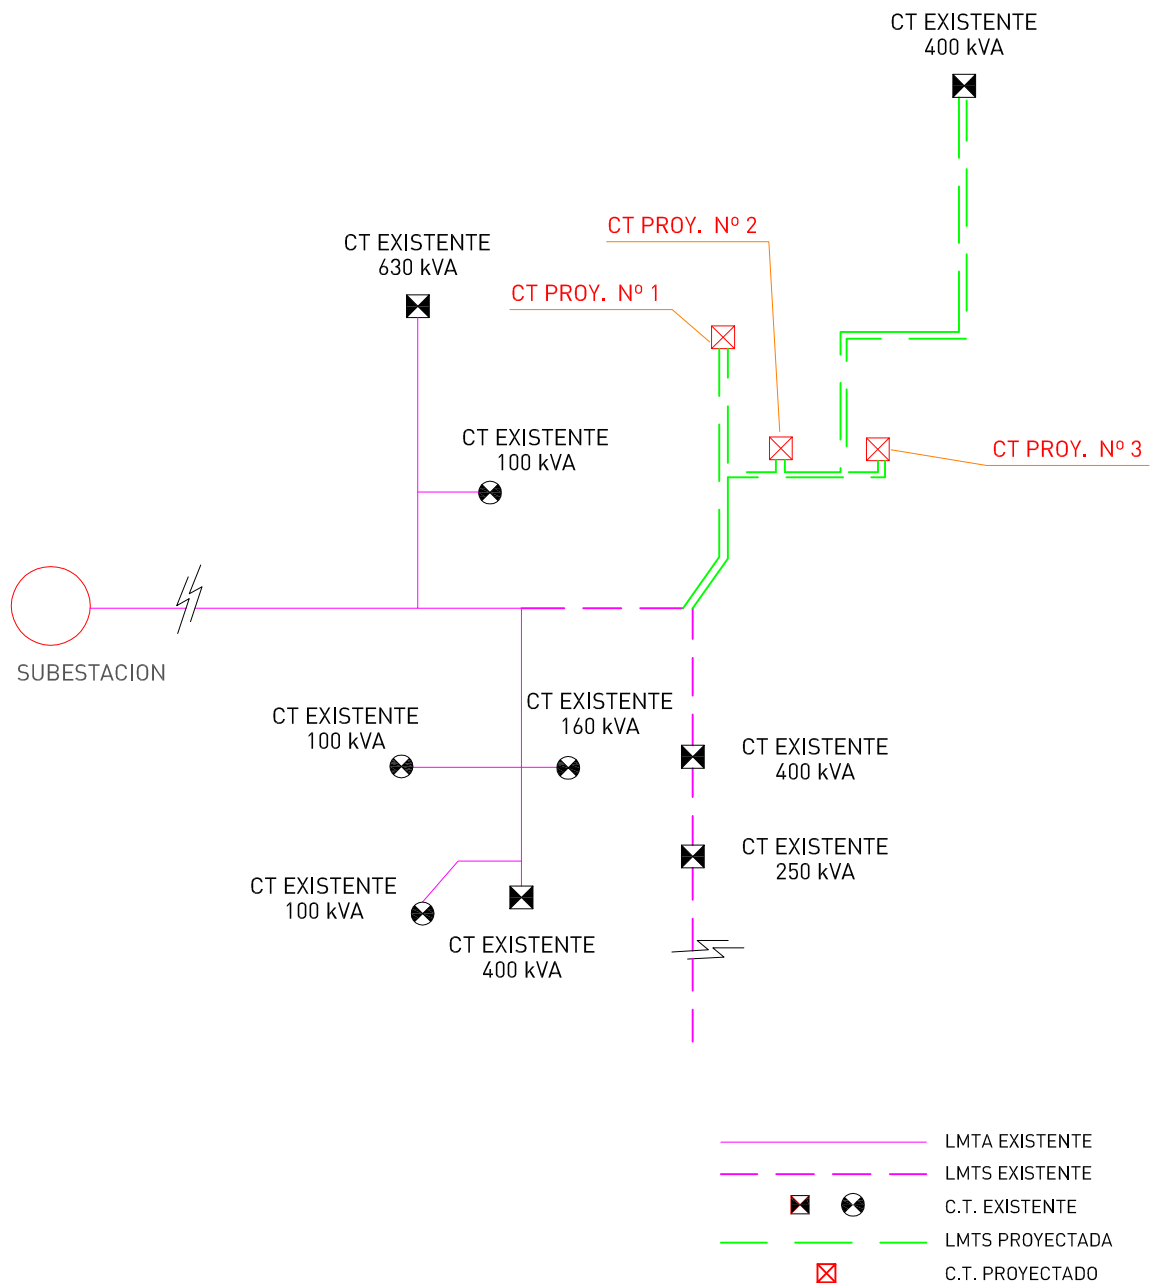 CT EXISTENTE
400 kVA
CT PROY. Nº 2
CT EXISTENTE
630 kVA
CT PROY. Nº 1
CT EXISTENTE
100 kVA
CT PROY. Nº 3
SUBESTACION
CT EXISTENTE
160 kVA
CT EXISTENTE
100 kVA
CT EXISTENTE
400 kVA
CT EXISTENTE
250 kVA
CT EXISTENTE
100 kVA
CT EXISTENTE
400 kVA
LMTA EXISTENTE
LMTS EXISTENTE
C.T. EXISTENTE
LMTS PROYECTADA
C.T. PROYECTADO